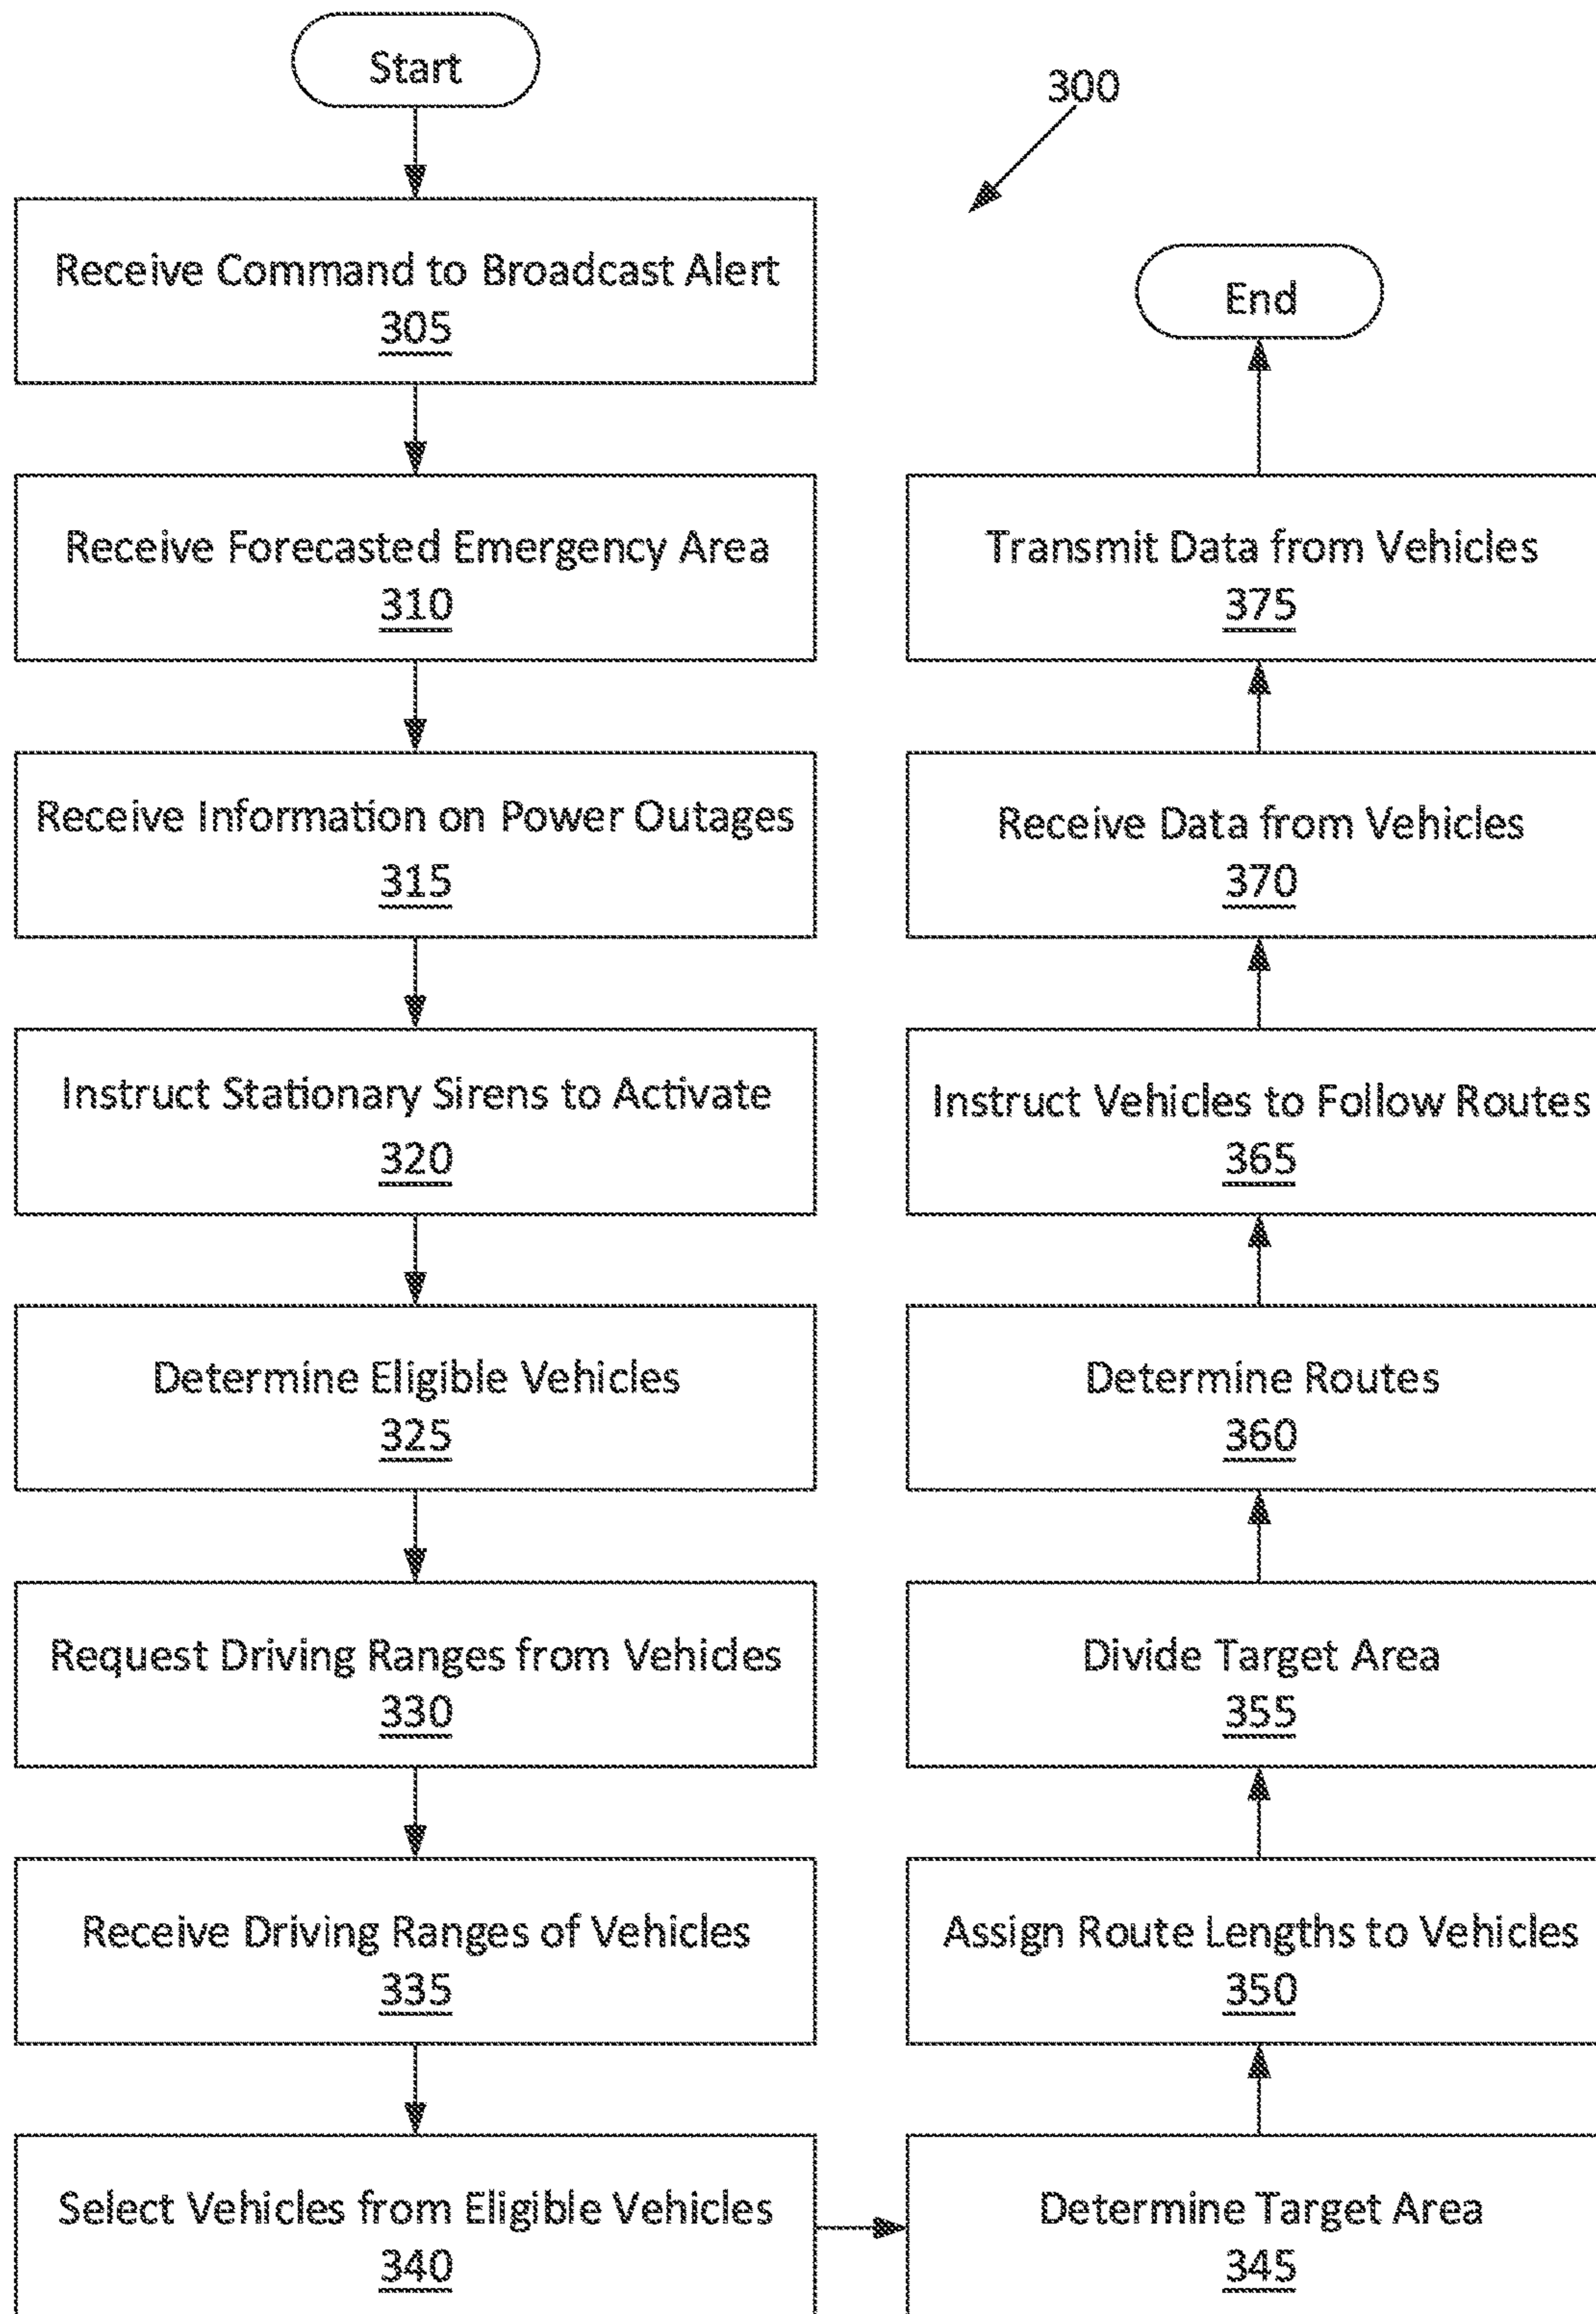 Start
300
Receive Command to Broadcast Alert
305
Receive Forecasted Emergency Area
310
Receive Information on Power Outages
315
Instruct Stationary Sirens to Activate
320
Determine Eligible Vehicles
325
Request Driving Ranges from Vehicles
330
Receive Driving Ranges of Vehicles
335
Select Vehicles from Eligible Vehicles
340
Determine Target Area
345
Assign Route Lengths to Vehicles
350
Divide Target Area
355
Determine Routes
360
Instruct Vehicles to Follow Routes
365
Receive Data from Vehicles
370
Transmit Data from Vehicles
375
End